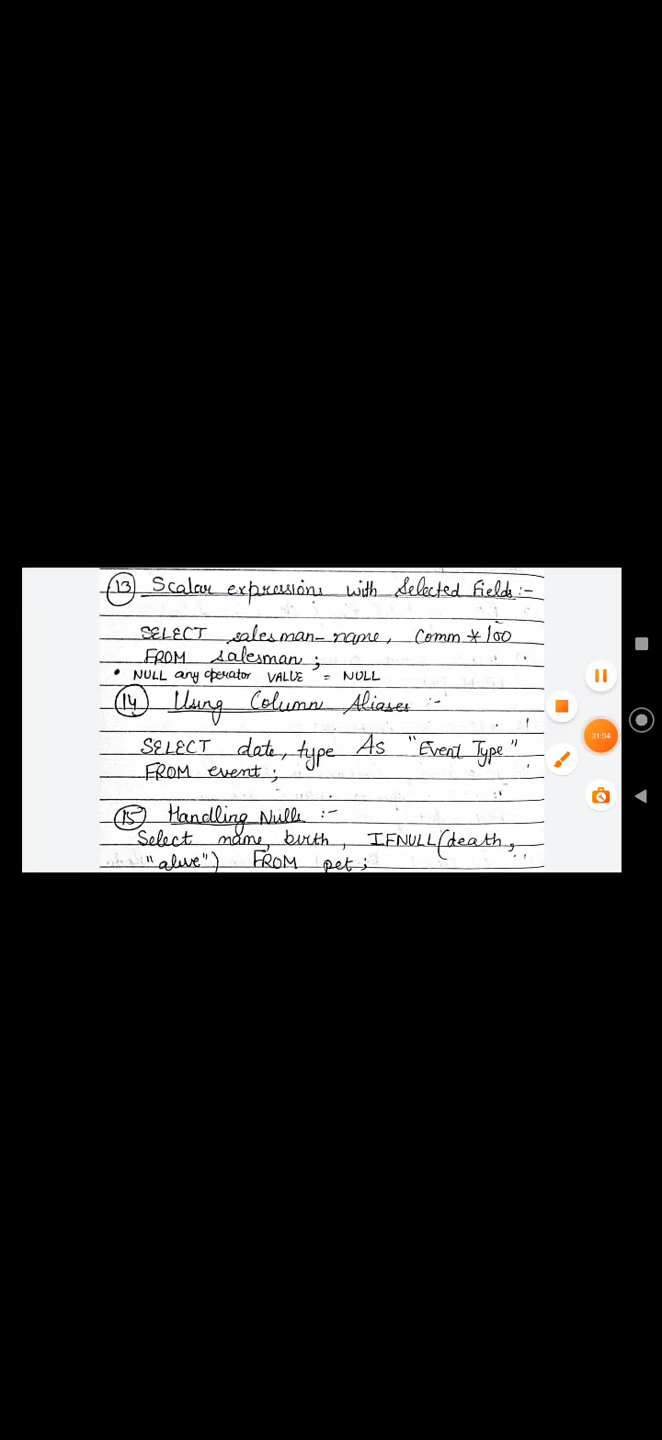 13 Scalar expressions with Selected Fields :-
SELECT salesman_name, Comm * 100
FROM salesman ;
• NULL any operator VALUE = NULL
14 Using Column Aliases :-
SELECT date, type As "Event Type"
FROM event ;
15 Handling Nulls :-
Select name, birth, IFNULL(death,
"alive") FROM pet ;
31:04